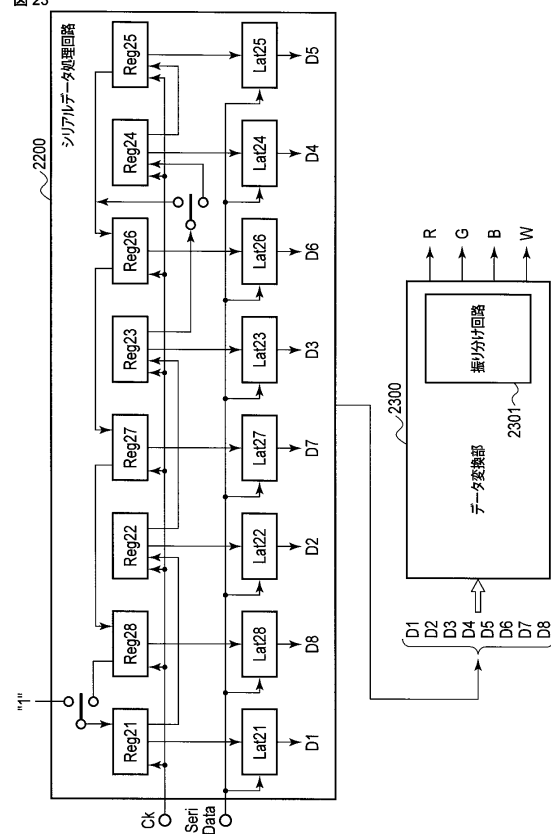 図 23
2200
シリアルデータ処理回路
"1"
Reg21
Reg28
Reg22
Reg27
Reg23
Reg26
Reg24
Reg25
Ck
Seri
Data
Lat21
Lat28
Lat22
Lat27
Lat23
Lat26
Lat24
Lat25
D1
D8
D2
D7
D3
D6
D4
D5
D1
D2
D3
D4
D5
D6
D7
D8
2300
データ変換部
振り分け回路
2301
R
G
B
W